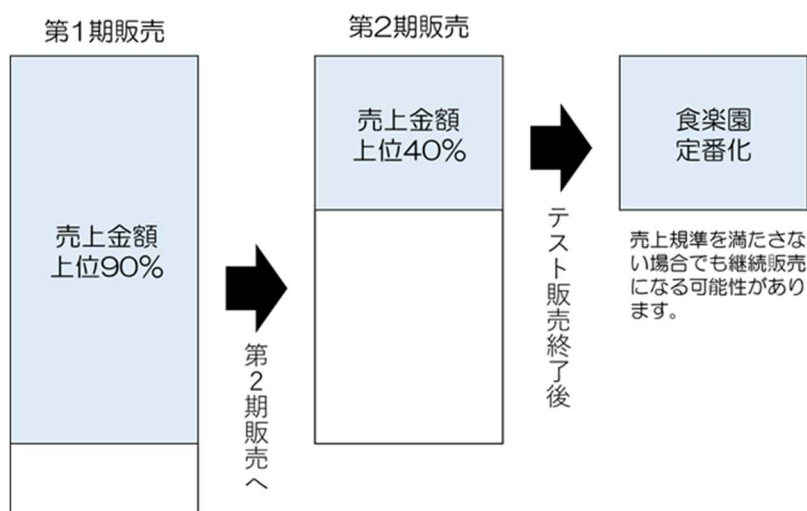 第1期販売
売上金額
上位90%
第2期販売へ
第2期販売
売上金額
上位40%
テスト販売終了後
食楽園
定番化
売上規準を満たさな
い場合でも継続販売
になる可能性があり
ます。